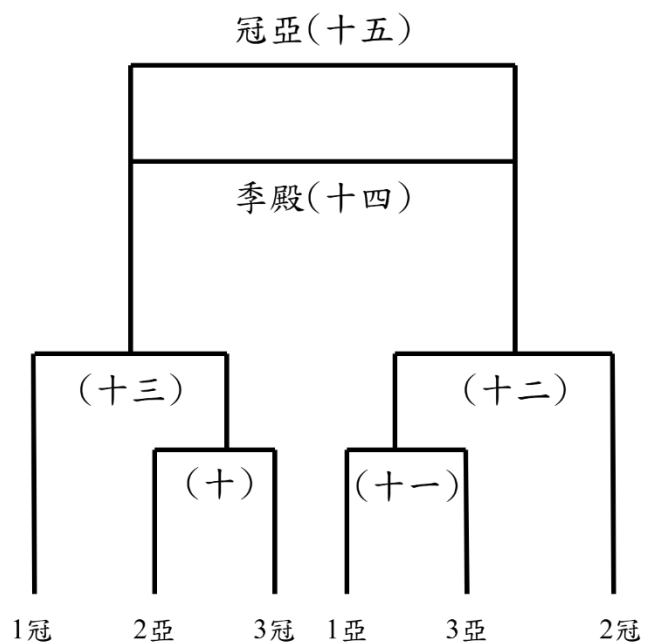 冠亞(十五)
季殿(十四)
(十三) (十二)
(十) (十一)
1冠 2亞 3冠 1亞 3亞 2冠